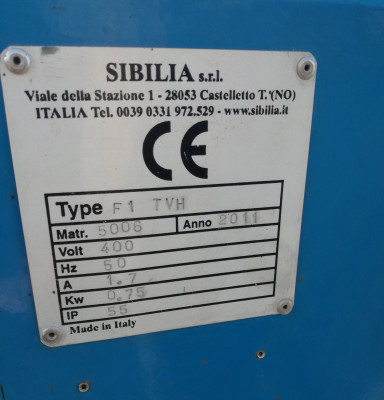 SIBILIA s.r.l.
Viale della Stazione 1 - 28053 Castelletto T. (NO)
ITALIA Tel. 0039 0331 972.529 - www.sibilia.it
CE
Type F1 TVH
Matr. 5006 Anno 2011
Volt 400
Hz 50
A 1.7
Kw 0.75
IP 55
Made in Italy